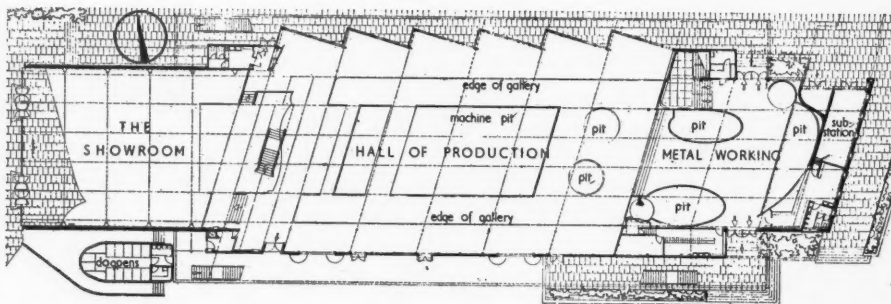 THE
SHOWROOM
edge of gallery
machine pit
HALL OF PRODUCTION
pit
pit
edge of gallery
pit
METAL WORKING
pit
pit
sub-
station
dogpens